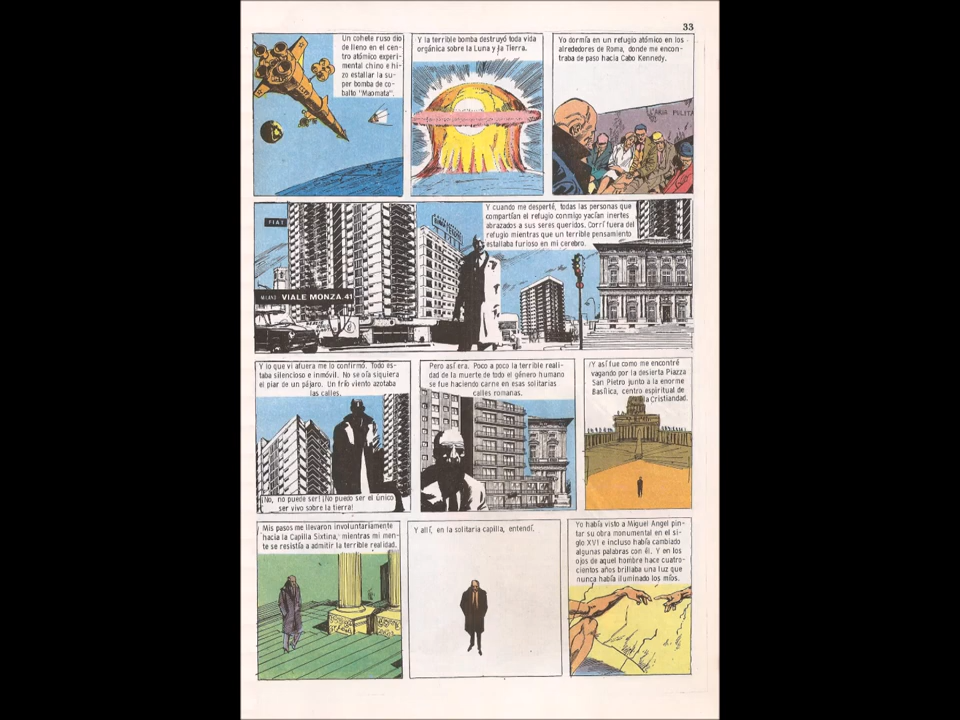 33
Un cohete ruso dio
de lleno en el cen-
tro atómico experi-
mental chino e hi-
zo estallar la su-
per bomba de co-
balto "Maomata".
Y la terrible bomba destruyó toda vida
orgánica sobre la Luna y la Tierra.
Yo dormía en un refugio atómico en los
alrededores de Roma, donde me encon-
traba de paso hacia Cabo Kennedy.
FIAT
MILANO VIALE MONZA.41
Y cuando me desperté, todas las personas que
compartían el refugio conmigo yacían inertes
abrazados a sus seres queridos. Corrí fuera del
refugio mientras que un terrible pensamiento
estallaba furioso en mi cerebro.
Y lo que vi afuera me lo confirmó. Todo es-
taba silencioso e inmóvil. No se oía siquiera
el piar de un pájaro. Un frío viento azotaba
las calles.
¡No, no puede ser! ¡No puedo ser el único
ser vivo sobre la tierra!
Pero así era. Poco a poco la terrible reali-
dad de la muerte de todo el género humano
se fue haciendo carne en esas solitarias
calles romanas.
Y así fue como me encontré
vagando por la desierta Piazza
San Pietro junto a la enorme
Basílica, centro espiritual de
la Cristiandad.
Mis pasos me llevaron involuntariamente
hacia la Capilla Sixtina, mientras mi men-
te se resistía a admitir la terrible realidad.
Y allí, en la solitaria capilla, entendí.
Yo había visto a Miguel Angel pin-
tar su obra monumental en el si-
glo XVI e incluso había cambiado
algunas palabras con él. Y en los
ojos de aquel hombre hace cuatro-
cientos años brillaba una luz que
nunca había iluminado los míos.